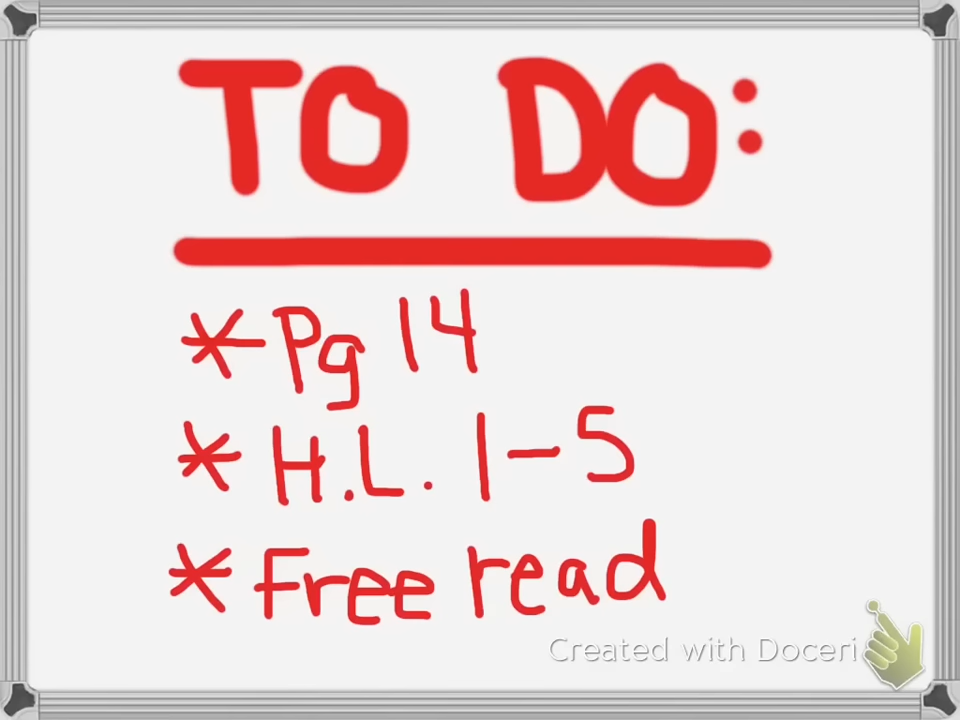 TO DO:
*Pg 14
*H.L. 1-5
*Free read
Created with Doceri